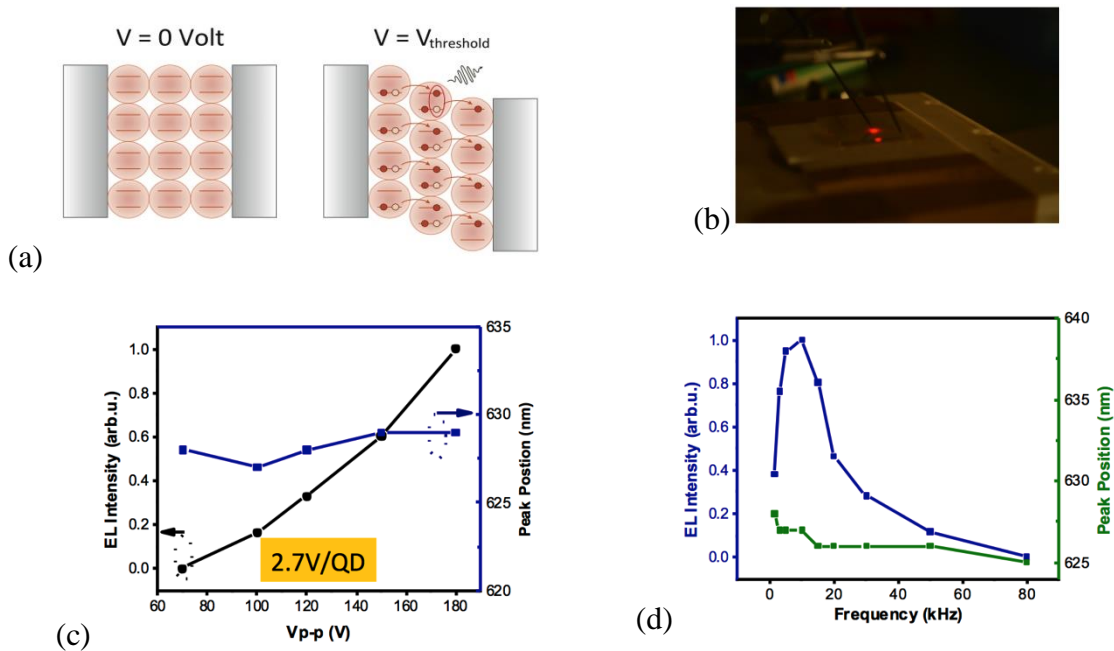 V = 0 Volt
V = Vthreshold
(a)
(b)
EL Intensity (arb.u.)
1.0
0.8
0.6
0.4
0.2
0.0
635
630
625
620
Peak Position (nm)
2.7V/QD
60 80 100 120 140 160 180
Vp-p (V)
(c)
EL Intensity (arb.u.)
1.0
0.8
0.6
0.4
0.2
0.0
640
635
630
625
Peak Position (nm)
0 20 40 60 80
Frequency (kHz)
(d)